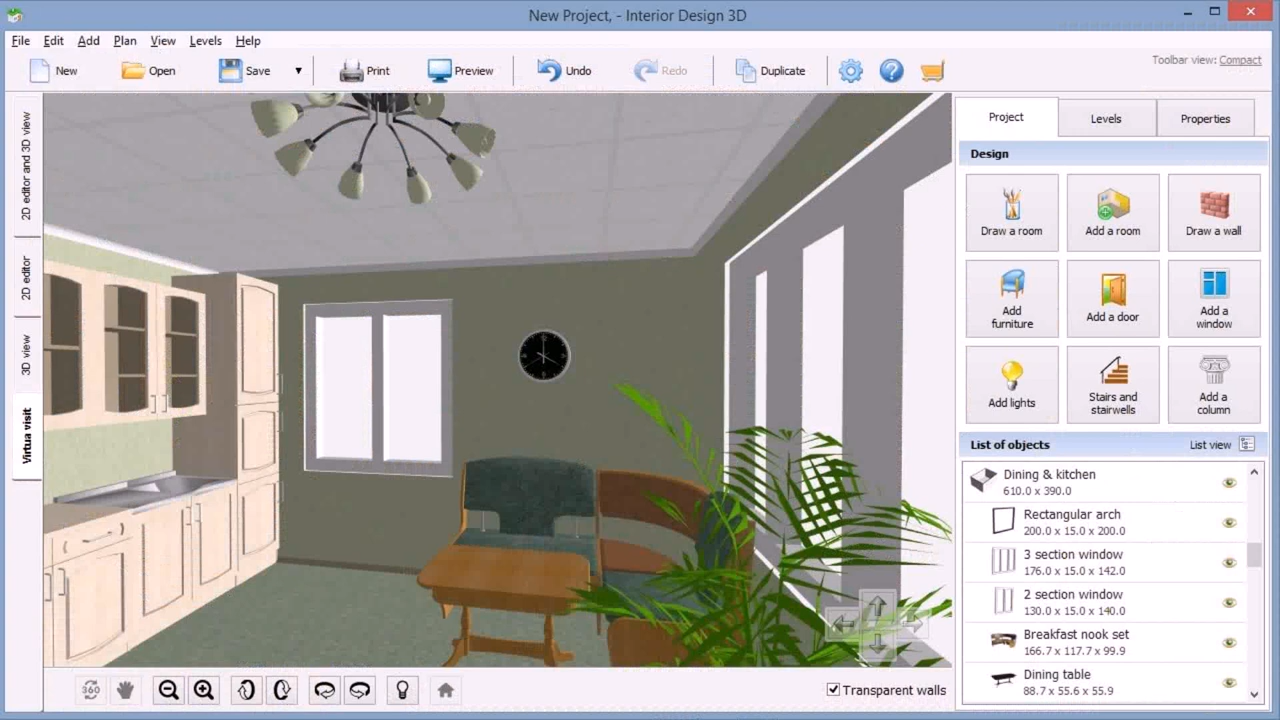 New Project, - Interior Design 3D
File Edit Add Plan View Levels Help
New Open Save Print Preview Undo Redo Duplicate
Toolbar view: Compact
2D editor and 3D view
2D editor
3D view
Virtua visit
Project Levels Properties
Design
Draw a room
Add a room
Draw a wall
Add furniture
Add a door
Add a window
Add lights
Stairs and stairwells
Add a column
List of objects List view
Dining & kitchen
610.0 x 390.0
Rectangular arch
200.0 x 15.0 x 200.0
3 section window
176.0 x 15.0 x 142.0
2 section window
130.0 x 15.0 x 140.0
Breakfast nook set
166.7 x 117.7 x 99.9
Dining table
88.7 x 55.6 x 55.9
360
Transparent walls